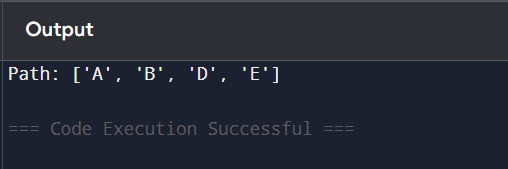 Output
Path: ['A', 'B', 'D', 'E']
=== Code Execution Successful ===